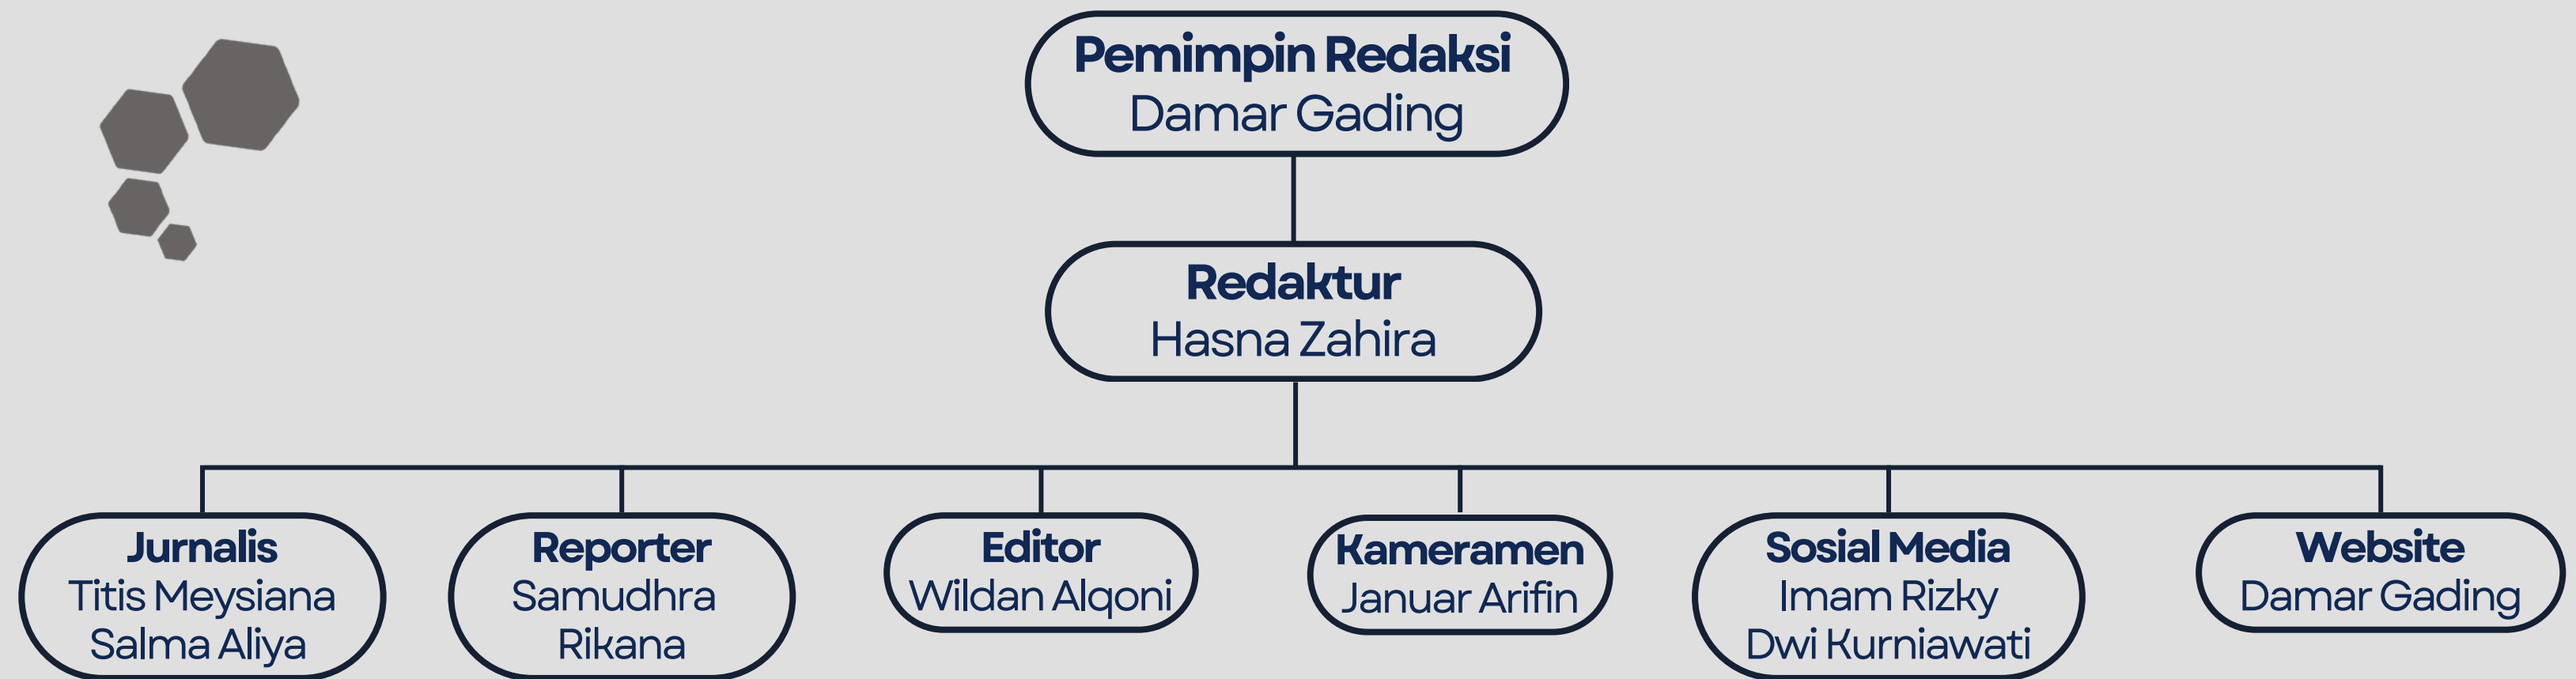 Pemimpin Redaksi
Damar Gading
Redaktur
Hasna Zahira
Jurnalis
Titis Meysiana
Salma Aliya
Reporter
Samudhra
Rikana
Editor
Wildan Alqoni
Kameramen
Januar Arifin
Sosial Media
Imam Rizky
Dwi Kurniawati
Website
Damar Gading